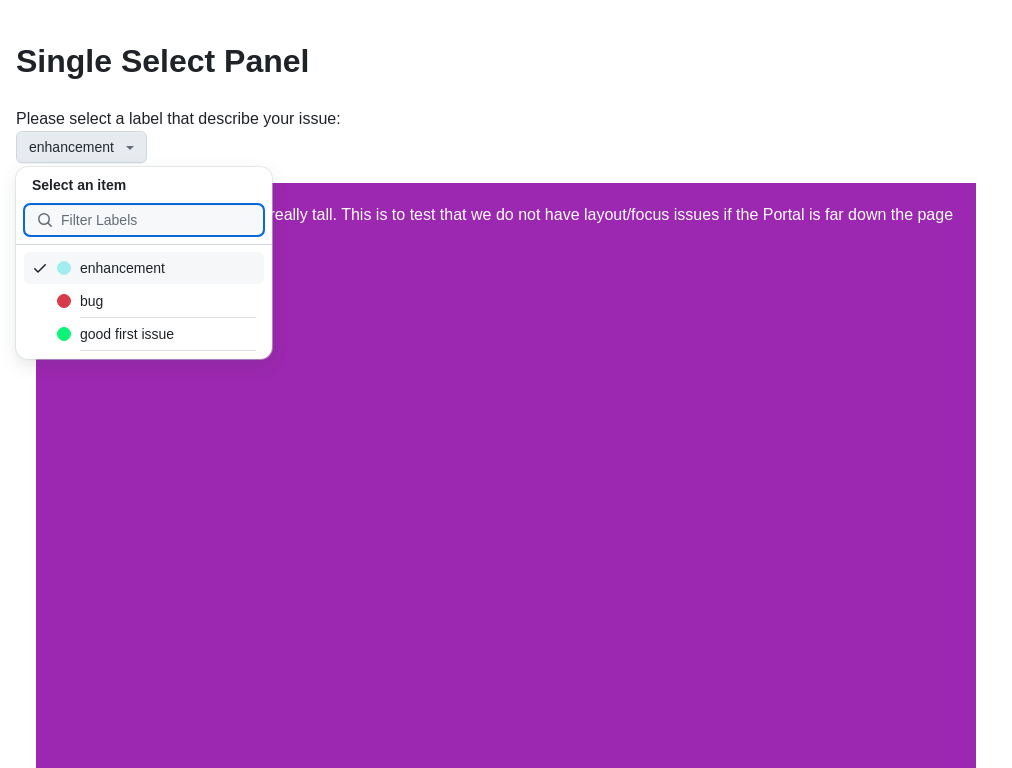 Single Select Panel
Please select a label that describe your issue:
enhancement
Select an item
really tall. This is to test that we do not have layout/focus issues if the Portal is far down the page
Filter Labels
enhancement
bug
good first issue